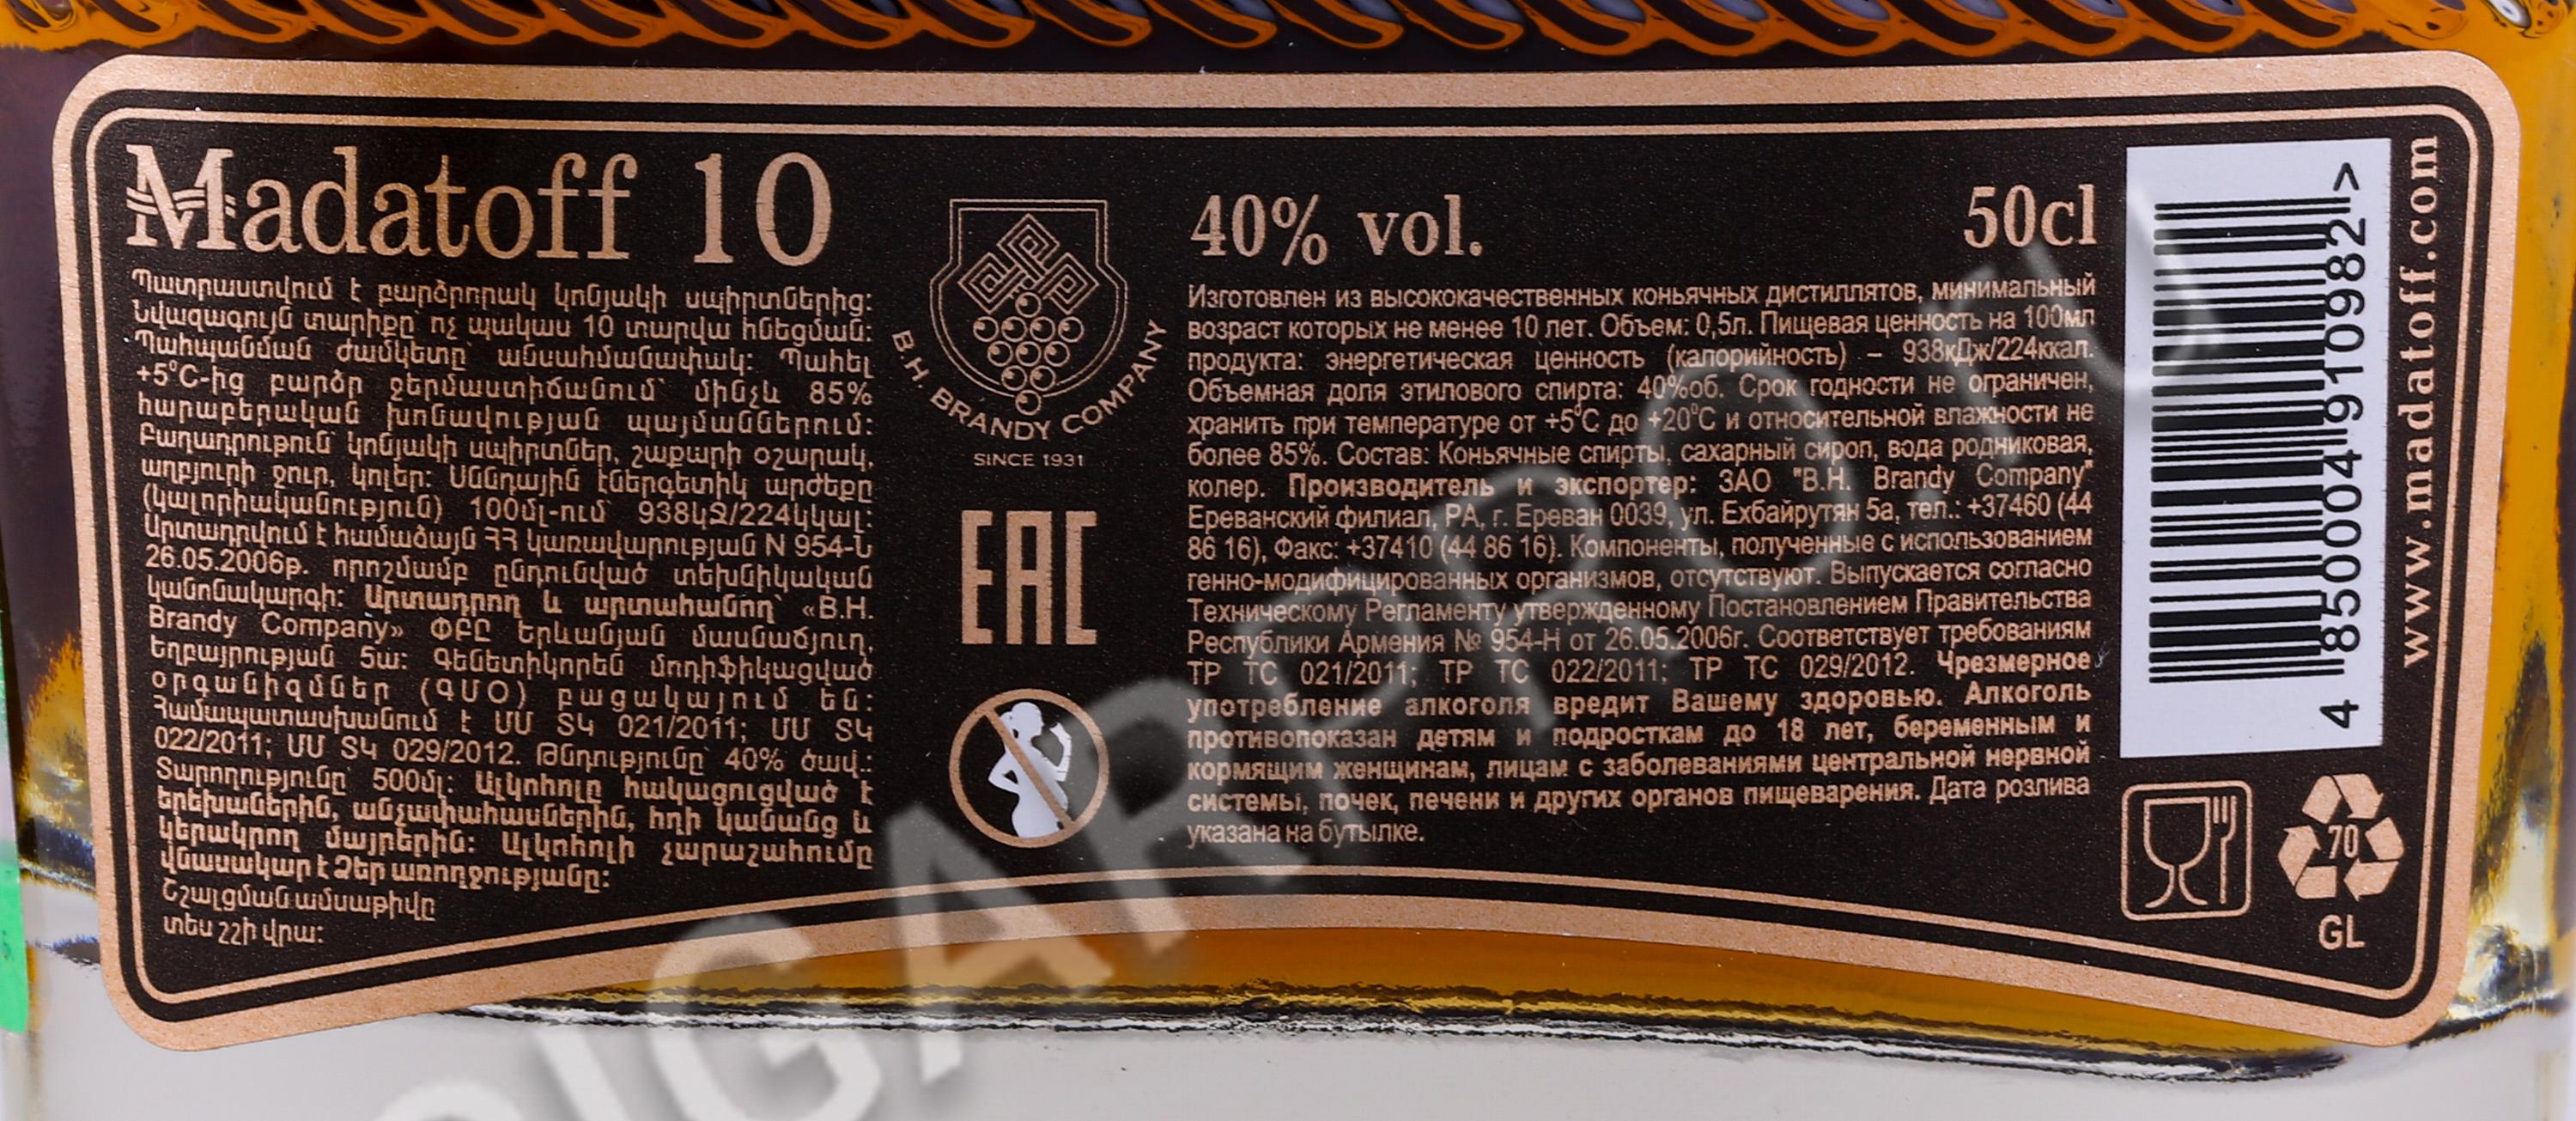 Madatoff 10
Պատրաստվում է բարձրորակ կոնյակի սպիրտներից:
Նվազագույն տարիքը՝ ոչ պակաս 10 տարվա հնեցման:
Պահպանման ժամկետը՝ անսահմանափակ: Պահել
+5°C-ից բարձր ջերմաստիճանում՝ մինչև 85%
հարաբերական խոնավության պայմաններում:
Բաղադրություն՝ կոնյակի սպիրտներ, շաքարի օշարակ,
աղբյուրի ջուր, կոլեր: Սննդային էներգետիկ արժեքը
(կալորիականություն) 100մլ-ում 938կՋ/224կկալ:
Արտադրվում է համաձայն ՀՀ կառավարության N 954-Ն
26.05.2006թ. որոշմամբ ընդունված տեխնիկական
կանոնակարգի: Արտադրող և արտահանող՝ «B.H.
Brandy Company» ՓԲԸ Երևանյան մասնաճյուղ,
Եղբայրության 5ա: Գենետիկորեն մոդիֆիկացված
օրգանիզմներ (ԳՄՕ) բացակայում են:
Համապատասխանում է ՄՄ ՏԿ 021/2011; ՄՄ ՏԿ
022/2011; ՄՄ ՏԿ 029/2012. Թնդությունը՝ 40% ծավ.:
Տարողությունը՝ 500մլ: Ալկոհոլը հակացուցված է
երեխաներին, անչափահասներին, հղի կանանց և
կերակրող մայրերին: Ալկոհոլի չարաշահումը
վնասակար է Ձեր առողջությանը:
Շշալցման ամսաթիվը
տես շշի վրա:
B.H. BRANDY COMPANY
SINCE 1931
EAC
40% vol. 50cl
Изготовлен из высококачественных коньячных дистиллятов, минимальный
возраст которых не менее 10 лет. Объем: 0,5л. Пищевая ценность на 100мл
продукта: энергетическая ценность (калорийность) – 938кДж/224ккал.
Объемная доля этилового спирта: 40%об. Срок годности не ограничен,
хранить при температуре от +5°C до +20°C и относительной влажности не
более 85%. Состав: Коньячные спирты, сахарный сироп, вода родниковая,
колер. Производитель и экспортер: ЗАО "B.H. Brandy Company"
Ереванский филиал, РА, г. Ереван 0039, ул. Ехбайрутян 5а, тел.: +37460 (44
86 16), Факс: +37410 (44 86 16). Компоненты, полученные с использованием
генно-модифицированных организмов, отсутствуют. Выпускается согласно
Техническому Регламенту утвержденному Постановлением Правительства
Республики Армения № 954-Н от 26.05.2006г. Соответствует требованиям
ТР ТС 021/2011; ТР ТС 022/2011; ТР ТС 029/2012. Чрезмерное
употребление алкоголя вредит Вашему здоровью. Алкоголь
противопоказан детям и подросткам до 18 лет, беременным и
кормящим женщинам, лицам с заболеваниями центральной нервной
системы, почек, печени и других органов пищеварения. Дата розлива
указана на бутылке.
4 850004 910982 >
www.madatoff.com
70
GL
CIGARPRO.RU